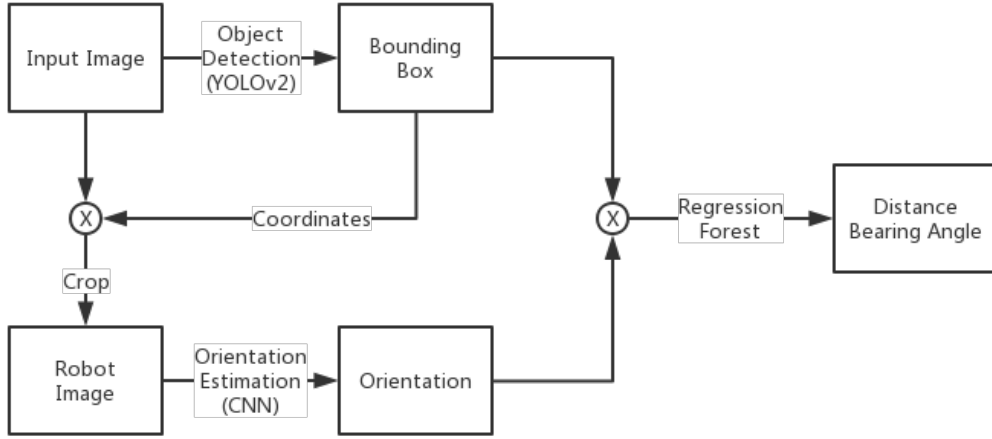 Input Image
Object
Detection
(YOLOv2)
Bounding
Box
X
Coordinates
X
Regression
Forest
Distance
Bearing Angle
Crop
Robot
Image
Orientation
Estimation
(CNN)
Orientation